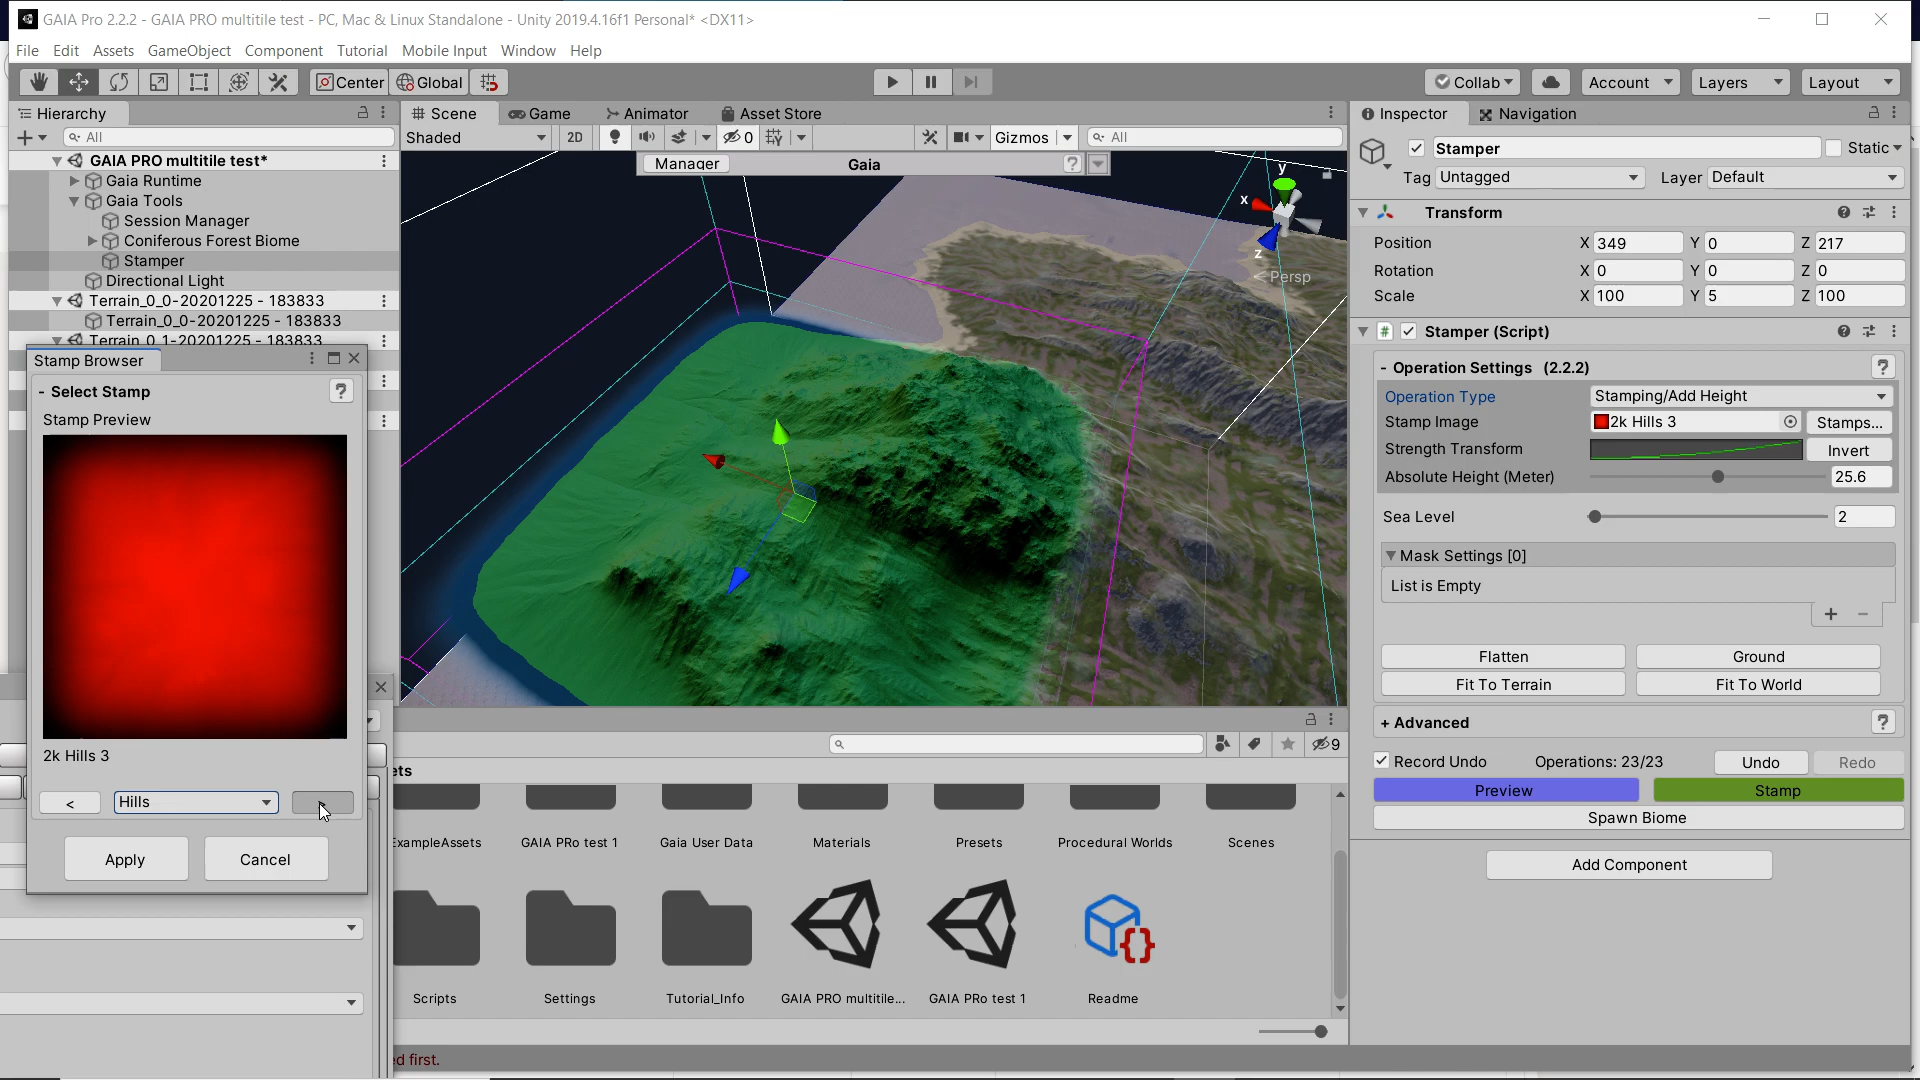 GAIA Pro 2.2.2 - GAIA PRO multitile test - PC, Mac & Linux Standalone - Unity 2019.4.16f1 Personal* <DX11>
File Edit Assets GameObject Component Tutorial Mobile Input Window Help
Center Global Collab Account Layers Layout
Hierarchy
All
GAIA PRO multitile test*
Gaia Runtime
Gaia Tools
Session Manager
Coniferous Forest Biome
Stamper
Directional Light
Terrain_0_0-20201225 - 183833
Terrain_0_0-20201225 - 183833
Terrain_0_1-20201225 - 183833
Stamp Browser
- Select Stamp
?
Stamp Preview
2k Hills 3
< Hills >
Apply Cancel
Scene Game Animator Asset Store
Shaded 2D 0 Gizmos All
Manager Gaia ?
y
x
z
< Persp
9
ets
ExampleAssets GAIA PRo test 1 Gaia User Data Materials Presets Procedural Worlds Scenes
Scripts Settings Tutorial_Info GAIA PRO multitile... GAIA PRo test 1 Readme
ed first.
Inspector Navigation
Stamper Static
Tag Untagged Layer Default
Transform
Position X 349 Y 0 Z 217
Rotation X 0 Y 0 Z 0
Scale X 100 Y 5 Z 100
# Stamper (Script)
- Operation Settings (2.2.2) ?
Operation Type Stamping/Add Height
Stamp Image 2k Hills 3 Stamps...
Strength Transform Invert
Absolute Height (Meter) 25.6
Sea Level 2
Mask Settings [0]
List is Empty
+ −
Flatten Ground
Fit To Terrain Fit To World
+ Advanced ?
Record Undo Operations: 23/23 Undo Redo
Preview Stamp
Spawn Biome
Add Component